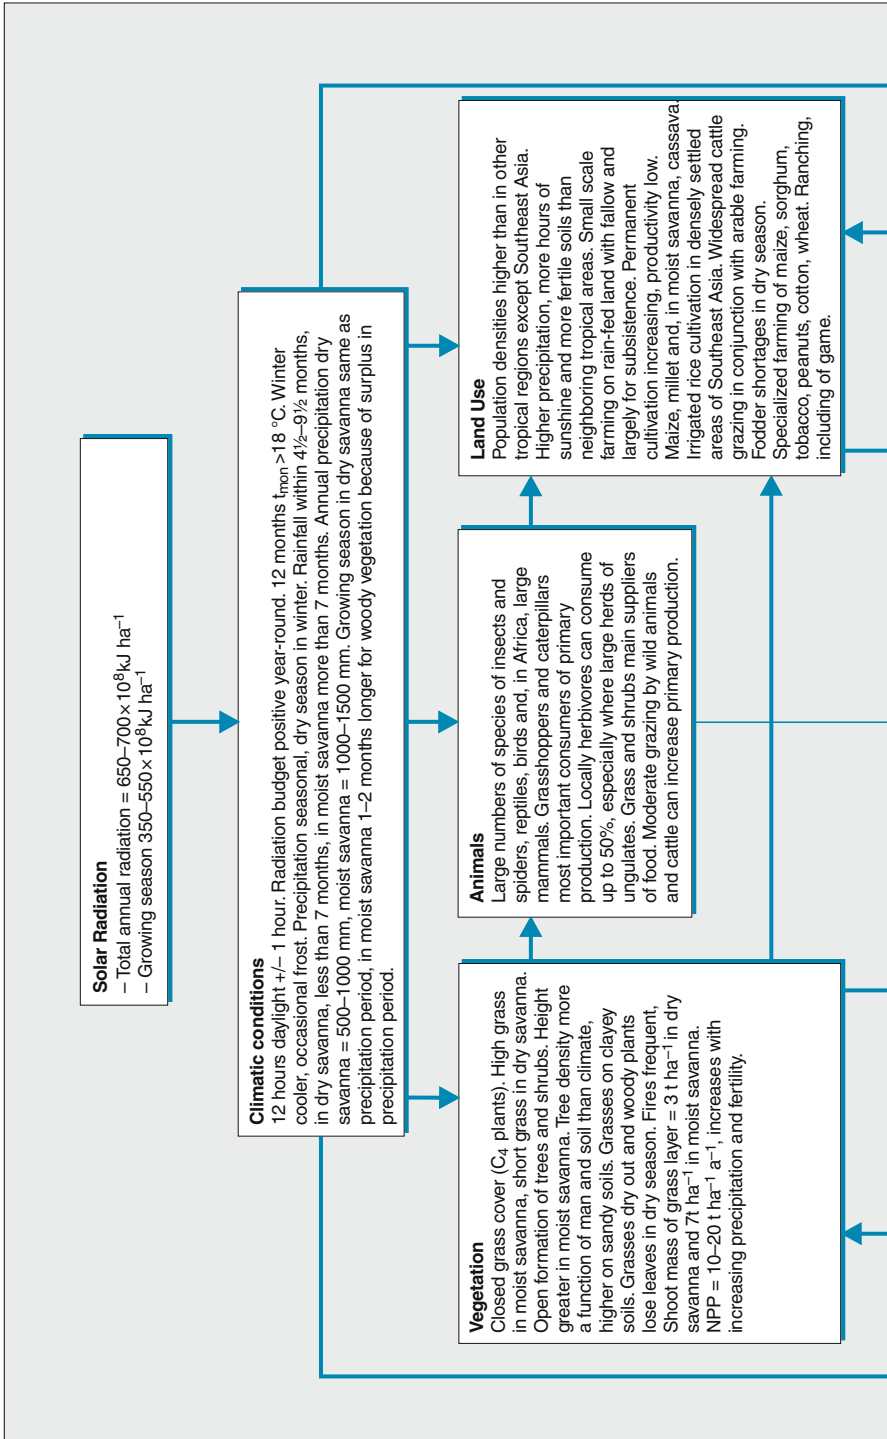 Solar Radiation
– Total annual radiation = 650–700×10⁸kJ ha⁻¹
– Growing season 350–550×10⁸kJ ha⁻¹
Climatic conditions
12 hours daylight +/– 1 hour. Radiation budget positive year-round. 12 months tmon >18 °C. Winter
cooler, occasional frost. Precipitation seasonal, dry season in winter. Rainfall within 4½–9½ months,
in dry savanna, less than 7 months, in moist savanna more than 7 months. Annual precipitation dry
savanna = 500–1000 mm, moist savanna = 1000–1500 mm. Growing season in dry savanna same as
precipitation period, in moist savanna 1–2 months longer for woody vegetation because of surplus in
precipitation period.
Vegetation
Closed grass cover (C₄ plants). High grass
in moist savanna, short grass in dry savanna.
Open formation of trees and shrubs. Height
greater in moist savanna. Tree density more
a function of man and soil than climate,
higher on sandy soils. Grasses on clayey
soils. Grasses dry out and woody plants
lose leaves in dry season. Fires frequent,
Shoot mass of grass layer = 3 t ha⁻¹ in dry
savanna and 7t ha⁻¹ in moist savanna.
NPP = 10–20 t ha⁻¹ a⁻¹, increases with
increasing precipitation and fertility.
Animals
Large numbers of species of insects and
spiders, reptiles, birds and, in Africa, large
mammals. Grasshoppers and caterpillars
most important consumers of primary
production. Locally herbivores can consume
up to 50%, especially where large herds of
ungulates. Grass and shrubs main suppliers
of food. Moderate grazing by wild animals
and cattle can increase primary production.
Land Use
Population densities higher than in other
tropical regions except Southeast Asia.
Higher precipitation, more hours of
sunshine and more fertile soils than
neighboring tropical areas. Small scale
farming on rain-fed land with fallow and
largely for subsistence. Permanent
cultivation increasing, productivity low.
Maize, millet and, in moist savanna, cassava.
Irrigated rice cultivation in densely settled
areas of Southeast Asia. Widespread cattle
grazing in conjunction with arable farming.
Fodder shortages in dry season.
Specialized farming of maize, sorghum,
tobacco, peanuts, cotton, wheat. Ranching,
including of game.